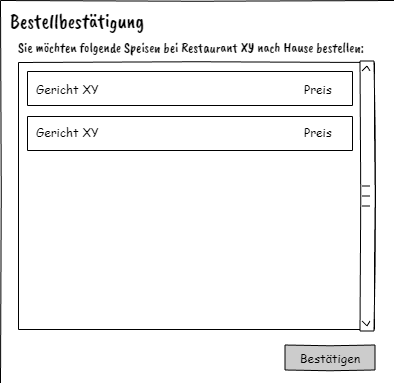 Bestellbestätigung
Sie möchten folgende Speisen bei Restaurant XY nach Hause bestellen:
Gericht XY Preis
Gericht XY Preis
Bestätigen